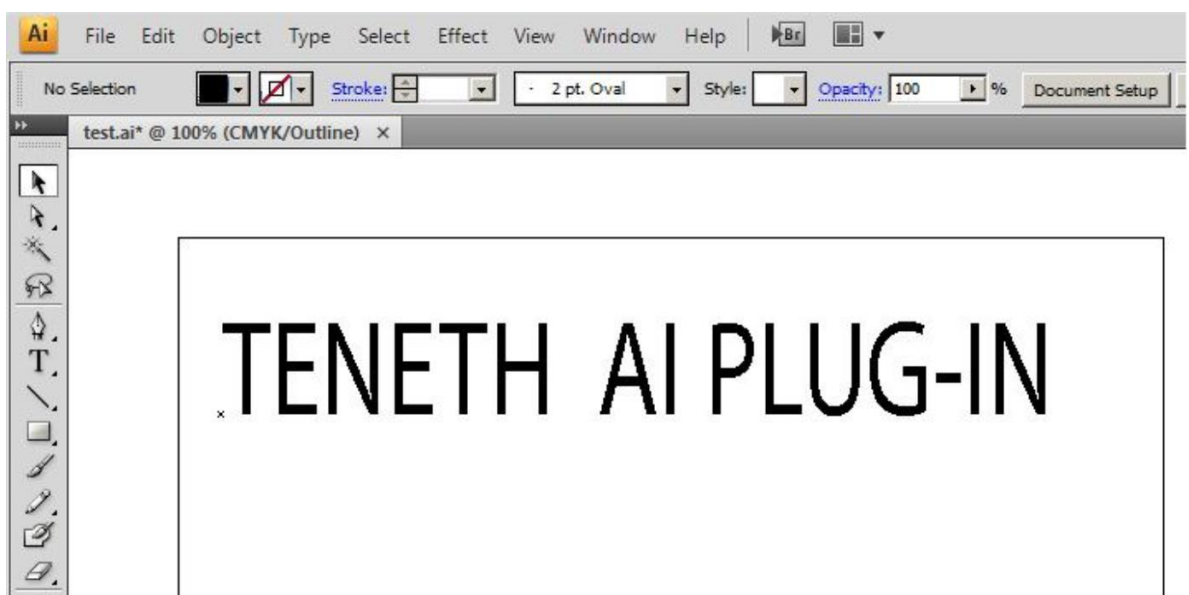 Ai File Edit Object Type Select Effect View Window Help Br
No Selection Stroke: 2 pt. Oval Style: Opacity: 100 % Document Setup
test.ai* @ 100% (CMYK/Outline) ×
T
TENETH AI PLUG-IN